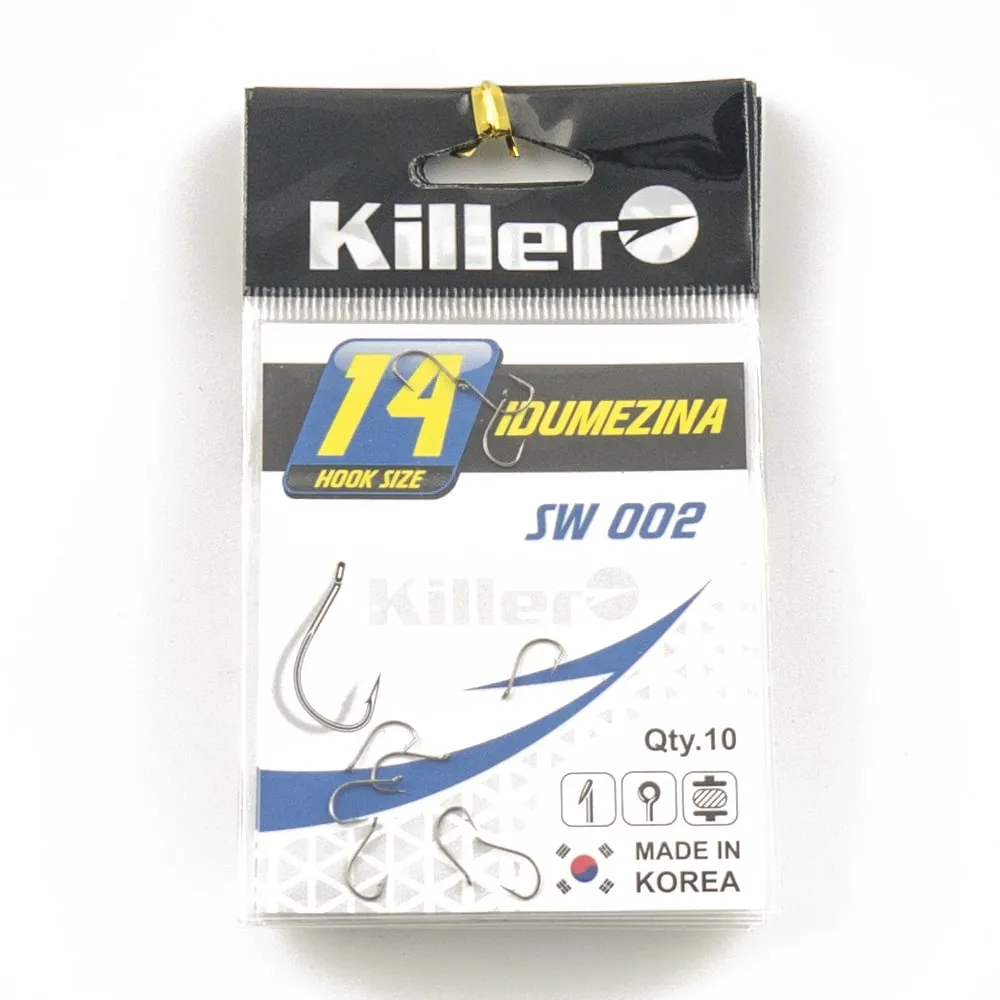 Killer
14
HOOK SIZE
IDUMEZINA
SW 002
Killer
Qty.10
MADE IN
KOREA